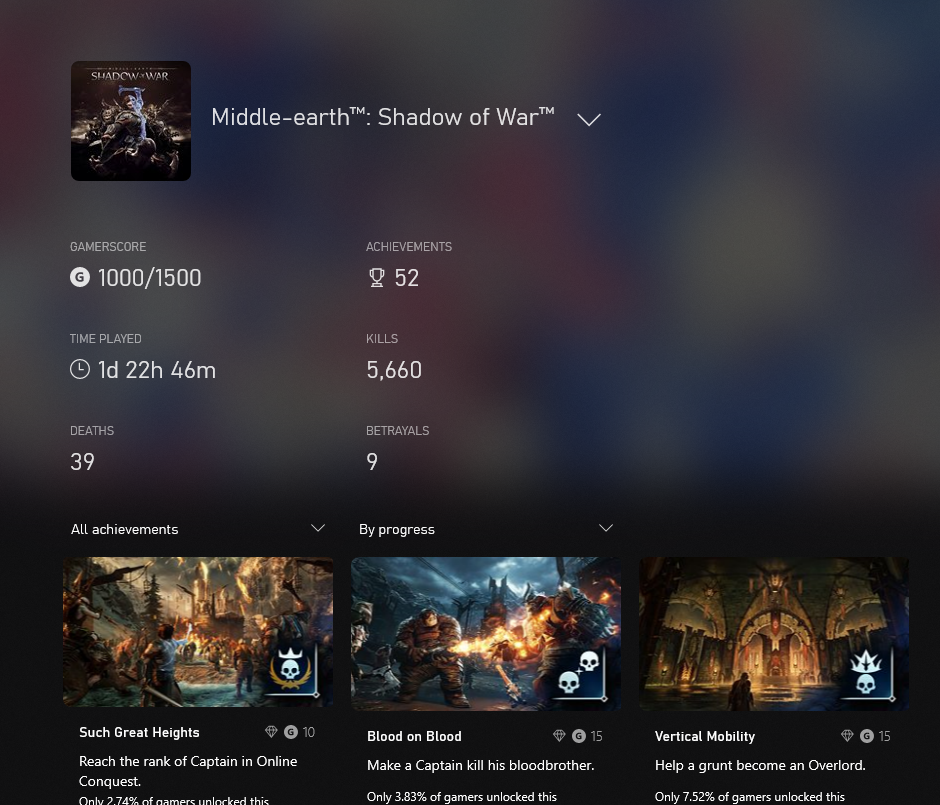 MIDDLE-EARTH
SHADOW OF WAR
Middle-earth™: Shadow of War™
GAMERSCORE
ACHIEVEMENTS
G 1000/1500
52
TIME PLAYED
KILLS
1d 22h 46m
5,660
DEATHS
BETRAYALS
39
9
All achievements
By progress
Such Great Heights
G 10
Reach the rank of Captain in Online
Conquest.
Only 2.74% of gamers unlocked this
Blood on Blood
G 15
Make a Captain kill his bloodbrother.
Only 3.83% of gamers unlocked this
Vertical Mobility
G 15
Help a grunt become an Overlord.
Only 7.52% of gamers unlocked this